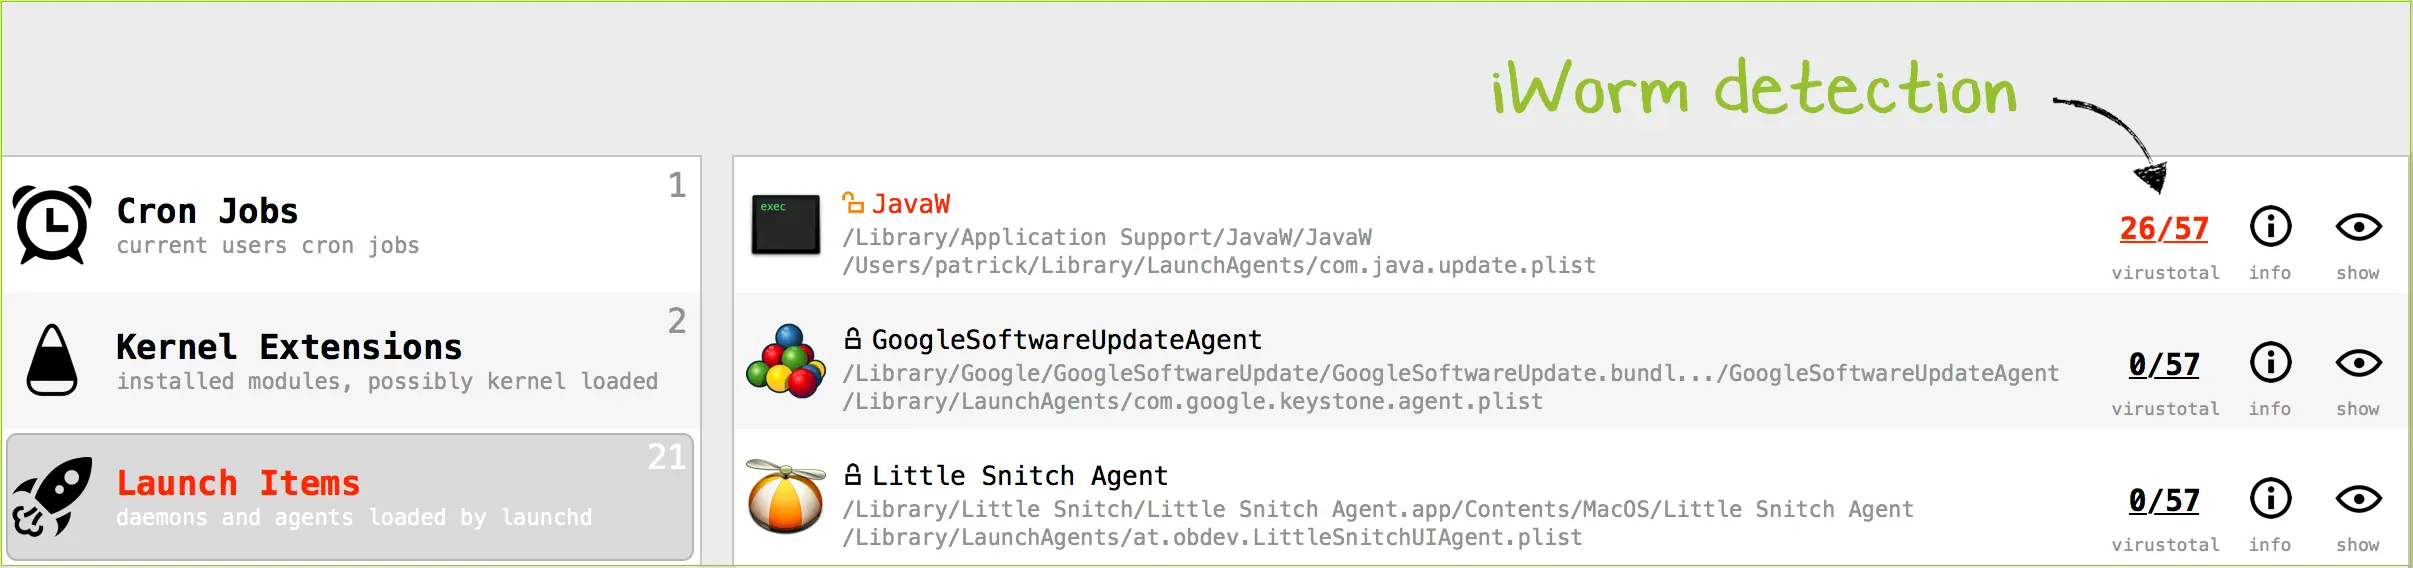 iWorm detection
1
Cron Jobs
current users cron jobs
2
Kernel Extensions
installed modules, possibly kernel loaded
21
Launch Items
daemons and agents loaded by launchd
exec
JavaW
/Library/Application Support/JavaW/JavaW
/Users/patrick/Library/LaunchAgents/com.java.update.plist
26/57
virustotal
info
show
GoogleSoftwareUpdateAgent
/Library/Google/GoogleSoftwareUpdate/GoogleSoftwareUpdate.bundl.../GoogleSoftwareUpdateAgent
/Library/LaunchAgents/com.google.keystone.agent.plist
0/57
virustotal
info
show
Little Snitch Agent
/Library/Little Snitch/Little Snitch Agent.app/Contents/MacOS/Little Snitch Agent
/Library/LaunchAgents/at.obdev.LittleSnitchUIAgent.plist
0/57
virustotal
info
show